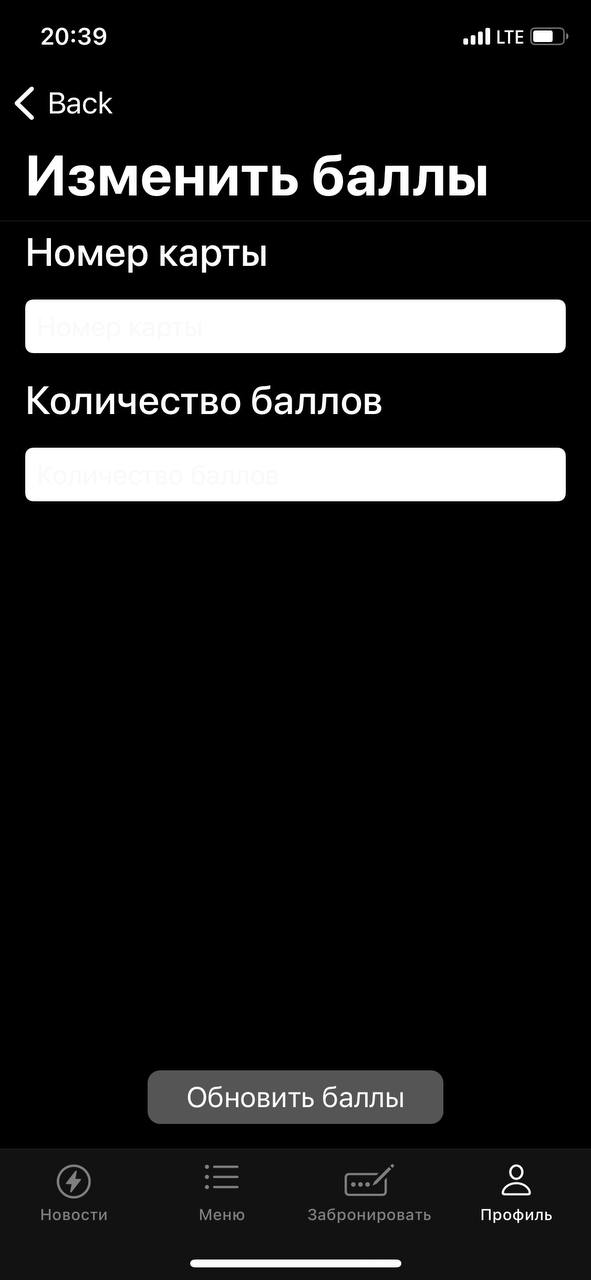 20:39 LTE
Back
Изменить баллы
Номер карты
Номер карты
Количество баллов
Количество баллов
Обновить баллы
Новости Меню Забронировать Профиль